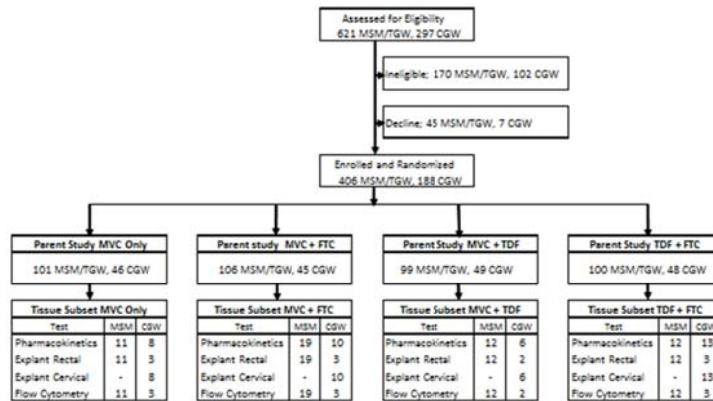 Assessed for Eligibility
621 MSM/TGW, 297 CGW
Ineligible; 170 MSM/TGW, 102 CGW
Decline; 45 MSM/TGW, 7 CGW
Enrolled and Randomized
406 MSM/TGW, 188 CGW
Parent Study MVC Only
101 MSM/TGW, 46 CGW
Tissue Subset MVC Only
Test MSM CGW
Pharmacokinetics 11 8
Explant Rectal 11 3
Explant Cervical - 8
Flow Cytometry 11 3
Parent study MVC + FTC
106 MSM/TGW, 45 CGW
Tissue Subset MVC + FTC
Test MSM CGW
Pharmacokinetics 19 10
Explant Rectal 19 3
Explant Cervical - 10
Flow Cytometry 19 3
Parent Study MVC + TDF
99 MSM/TGW, 49 CGW
Tissue Subset MVC + TDF
Test MSM CGW
Pharmacokinetics 12 6
Explant Rectal 12 2
Explant Cervical - 6
Flow Cytometry 12 2
Parent Study TDF + FTC
100 MSM/TGW, 48 CGW
Tissue Subset TDF + FTC
Test MSM CGW
Pharmacokinetics 12 13
Explant Rectal 12 3
Explant Cervical - 13
Flow Cytometry 12 3